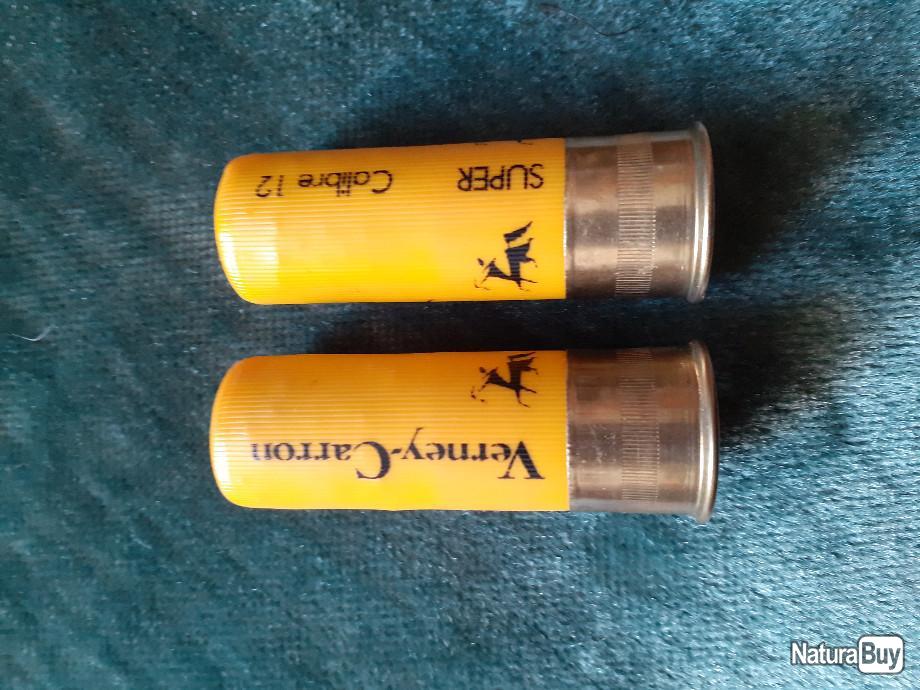 SUPER
Calibre 12
Verney-Carron
NaturaBuy